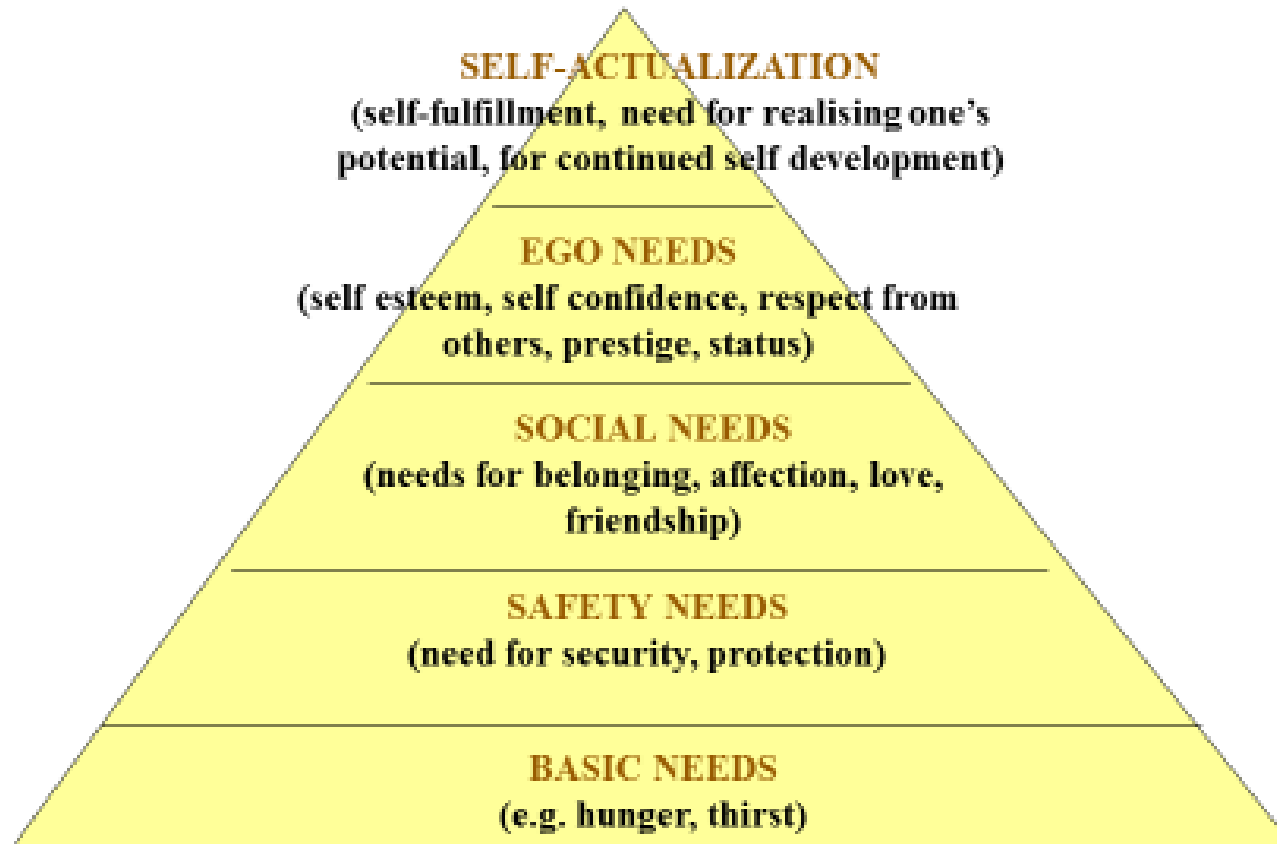 SELF-ACTUALIZATION
(self-fulfillment, need for realising one’s
potential, for continued self development)
EGO NEEDS
(self esteem, self confidence, respect from
others, prestige, status)
SOCIAL NEEDS
(needs for belonging, affection, love,
friendship)
SAFETY NEEDS
(need for security, protection)
BASIC NEEDS
(e.g. hunger, thirst)